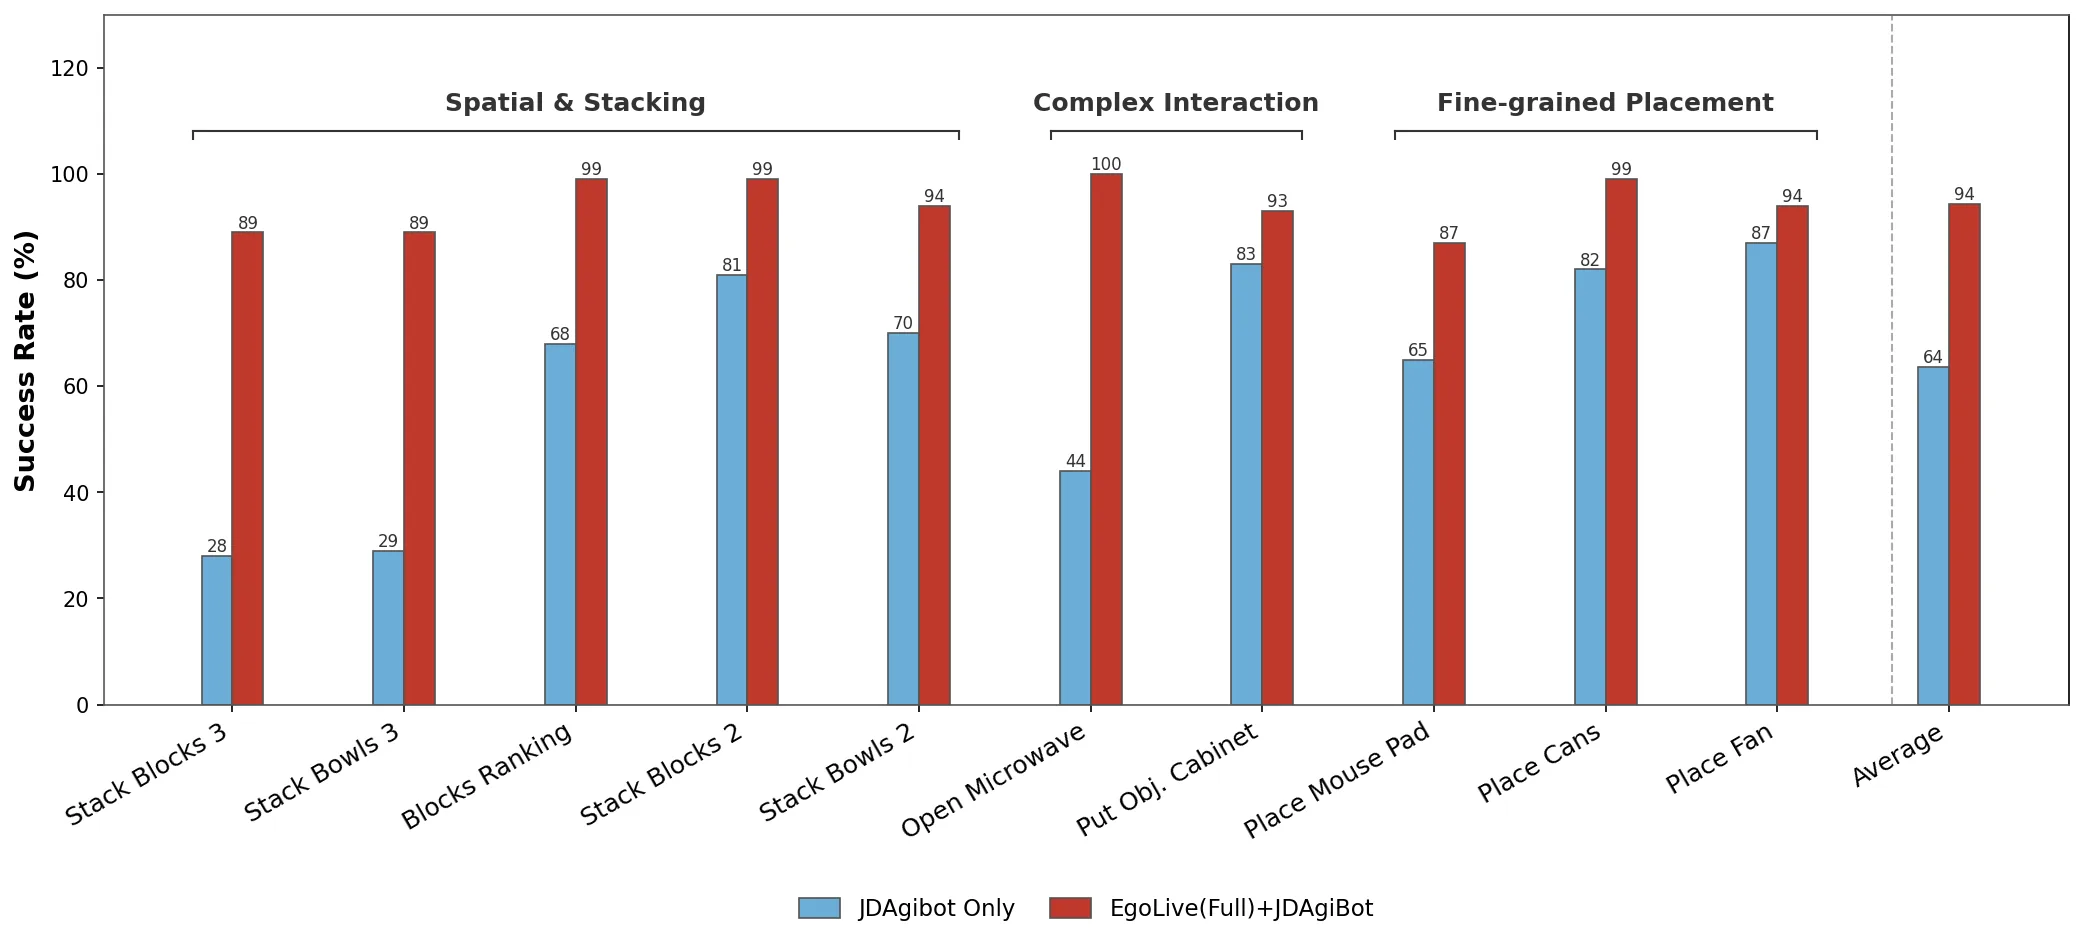 Success Rate (%)
120
100
80
60
40
20
0
Spatial & Stacking
Complex Interaction
Fine-grained Placement
28
89
29
89
68
99
81
99
70
94
44
100
83
93
65
87
82
99
87
94
64
94
Stack Blocks 3
Stack Bowls 3
Blocks Ranking
Stack Blocks 2
Stack Bowls 2
Open Microwave
Put Obj. Cabinet
Place Mouse Pad
Place Cans
Place Fan
Average
JDAgibot Only
EgoLive(Full)+JDAgiBot